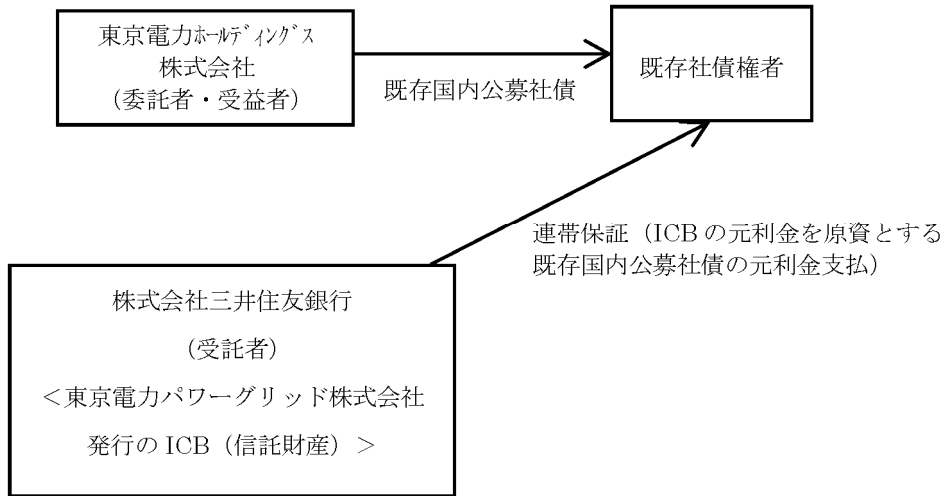 東京電力ﾎｰﾙﾃﾞｨﾝｸﾞｽ
株式会社
（委託者・受益者）
既存国内公募社債
既存社債権者
連帯保証（ICB の元利金を原資とする
既存国内公募社債の元利金支払）
株式会社三井住友銀行
（受託者）
＜東京電力パワーグリッド株式会社
発行の ICB（信託財産）＞